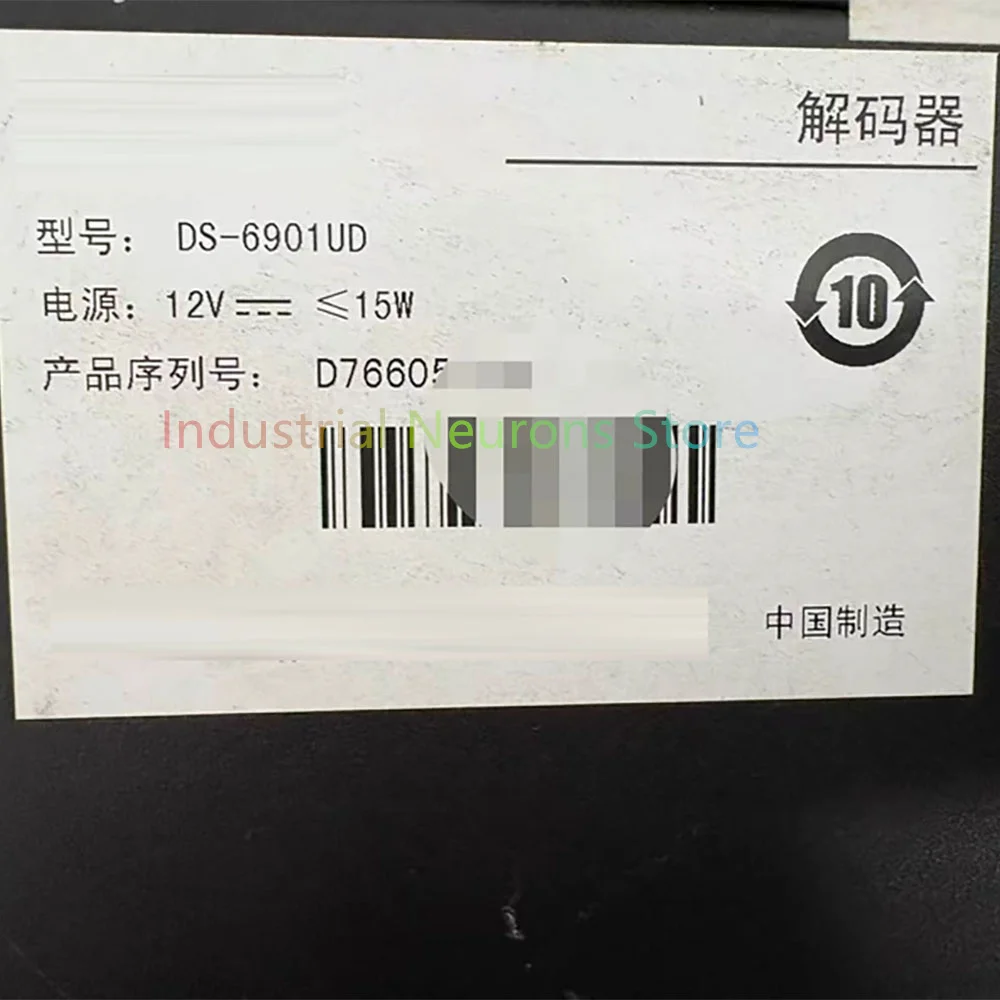 解码器
型号： DS-6901UD
电源：12V ≤15W
10
产品序列号： D76605
Industrial Neurons Store
中国制造